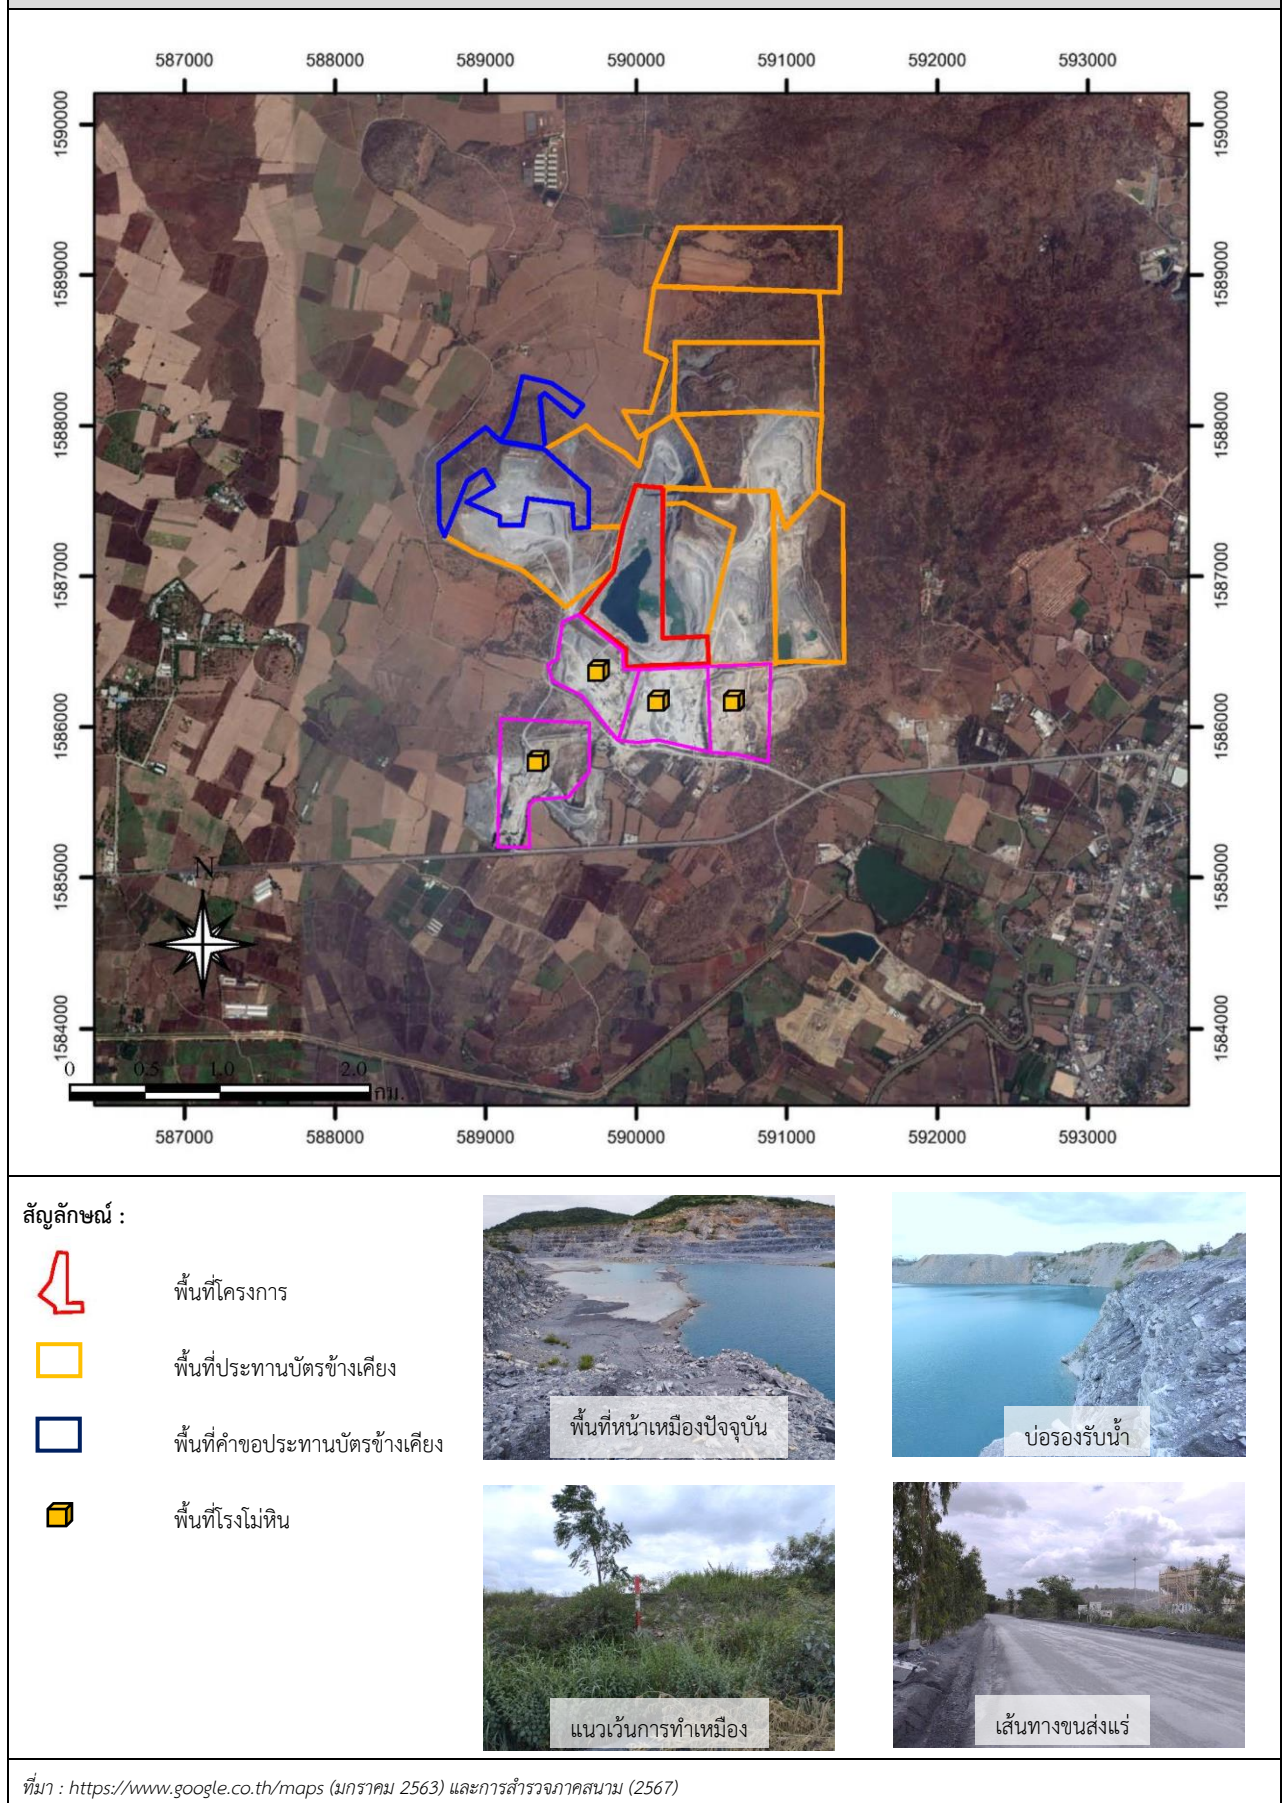 587000 588000 589000 590000 591000 592000 593000
1590000 1590000
1589000 1589000
1588000 1588000
1587000 1587000
1586000 1586000
1585000 1585000
1584000 1584000
N
0 0.5 1.0 2.0
กม.
587000 588000 589000 590000 591000 592000 593000
สัญลักษณ์ :
พื้นที่โครงการ
พื้นที่ประทานบัตรข้างเคียง
พื้นที่คำขอประทานบัตรข้างเคียง
พื้นที่โรงโม่หิน
พื้นที่หน้าเหมืองปัจจุบัน
บ่อรองรับน้ำ
แนวเว้นการทำเหมือง
เส้นทางขนส่งแร่
ที่มา : https://www.google.co.th/maps (มกราคม 2563) และการสำรวจภาคสนาม (2567)